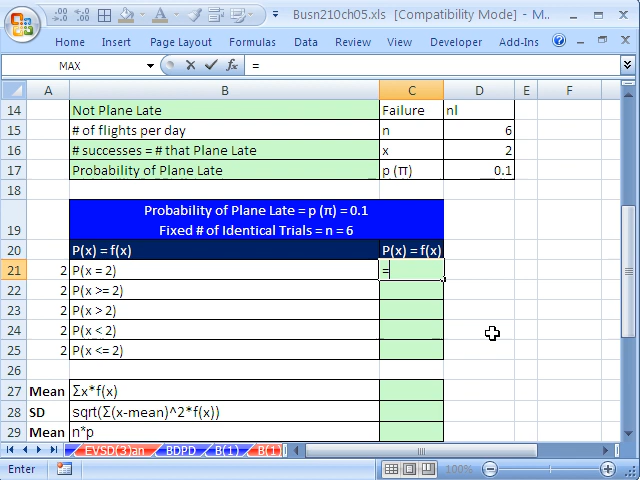 Busn210ch05.xls [Compatibility Mode] - M...
Home Insert Page Layout Formulas Data Review View Developer Add-Ins
MAX =
A B C D E F
14 Not Plane Late Failure nl
15 # of flights per day n 6
16 # successes = # that Plane Late x 2
17 Probability of Plane Late p (π) 0.1
18
Probability of Plane Late = p (π) = 0.1
19 Fixed # of Identical Trials = n = 6
20 P(x) = f(x) P(x) = f(x)
21 2 P(x = 2) =
22 2 P(x >= 2)
23 2 P(x > 2)
24 2 P(x < 2)
25 2 P(x <= 2)
26
27 Mean Σx*f(x)
28 SD sqrt(Σ(x-mean)^2*f(x))
29 Mean n*p
EVSD(3)an BDPD B(1) B(1)
Enter 100%